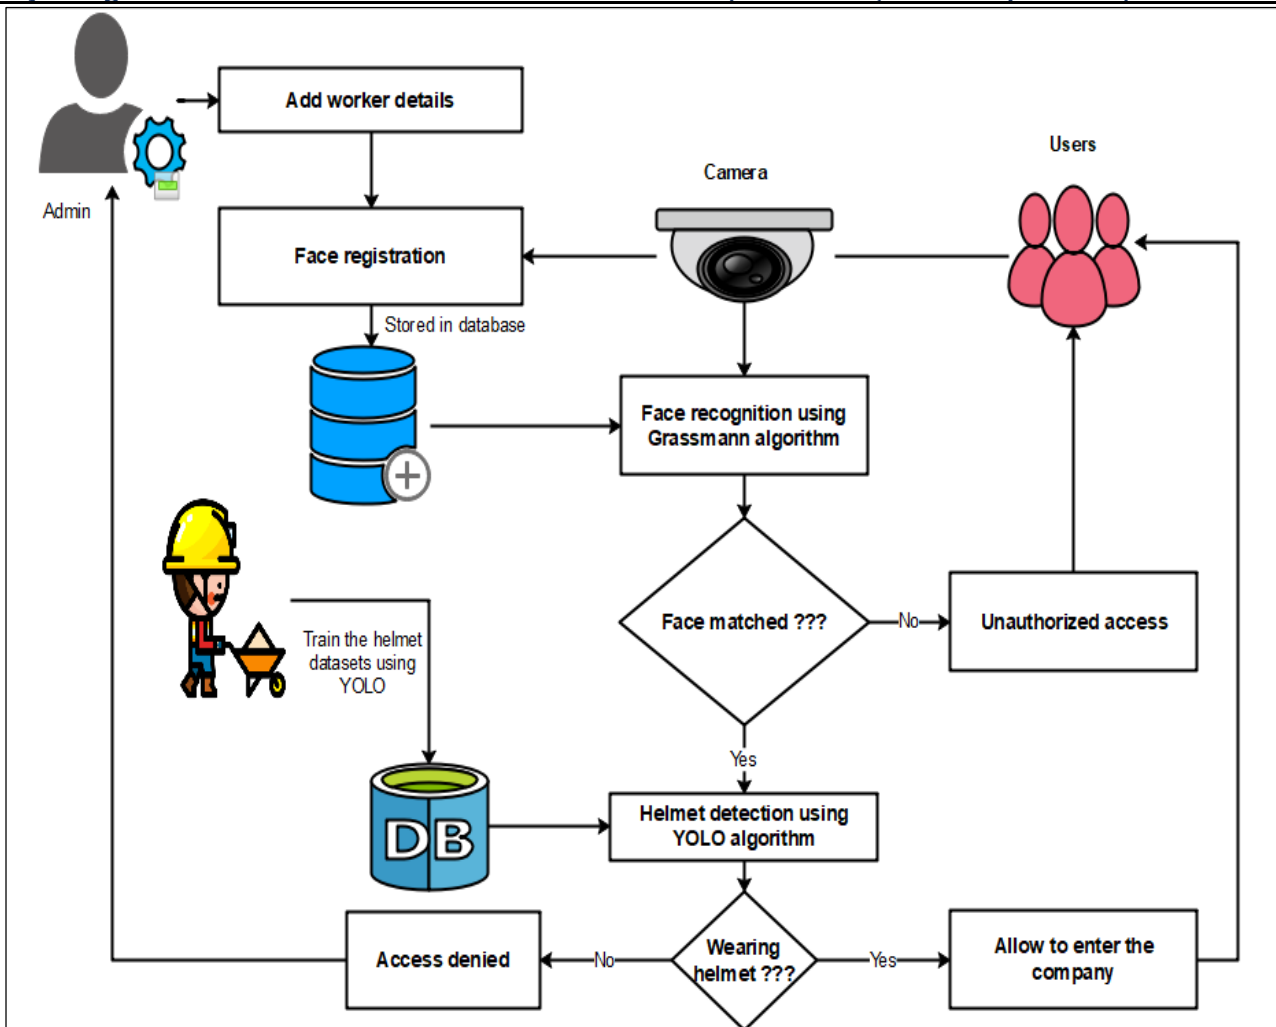 Add worker details
Users
Camera
Admin
Face registration
Stored in database
Face recognition using
Grassmann algorithm
Face matched ???
No
Unauthorized access
Train the helmet
datasets using
YOLO
Yes
Helmet detection using
YOLO algorithm
DB
Access denied
No
Wearing
helmet ???
Yes
Allow to enter the
company